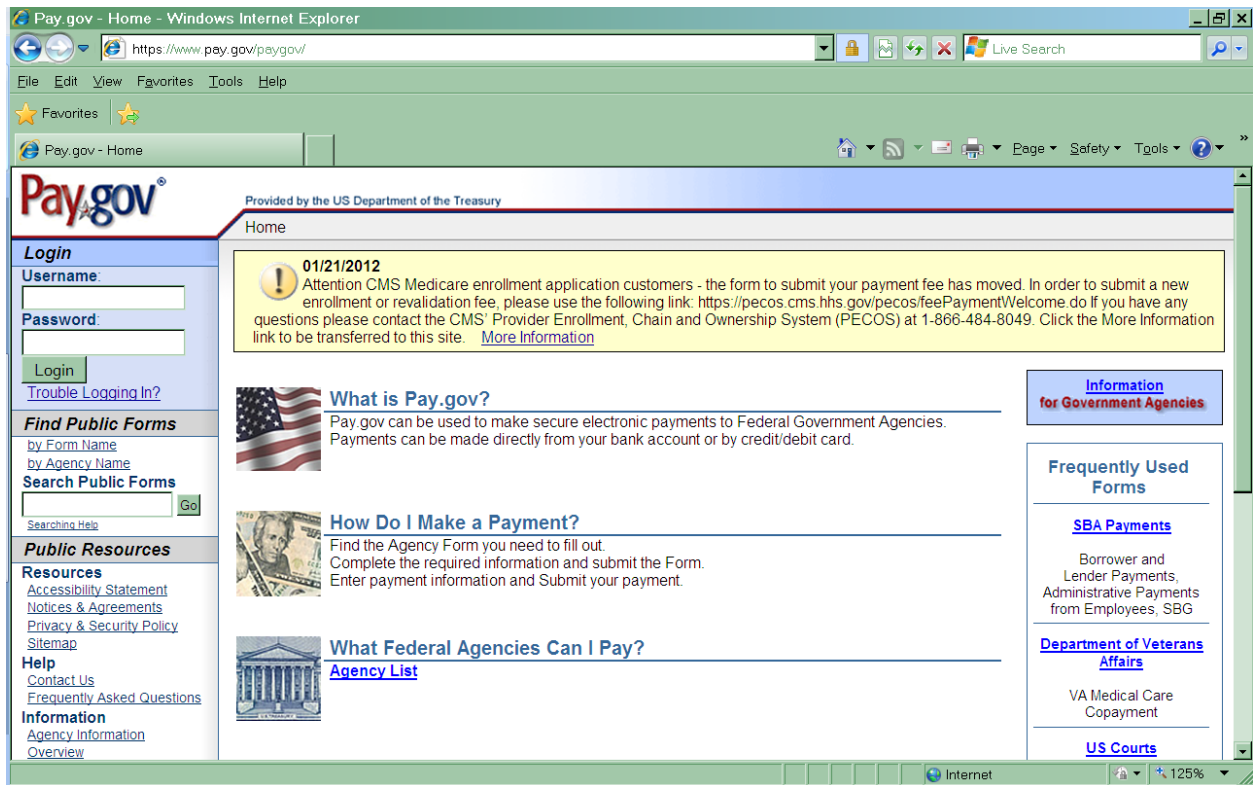 Pay.gov - Home - Windows Internet Explorer
https://www.pay.gov/paygov/
Live Search
File Edit View Favorites Tools Help
Favorites
Pay.gov - Home
Page Safety Tools
Pay.gov®
Provided by the US Department of the Treasury
Home
Login
Username:
Password:
Login
Trouble Logging In?
Find Public Forms
by Form Name
by Agency Name
Search Public Forms
Go
Searching Help
Public Resources
Resources
Accessibility Statement
Notices & Agreements
Privacy & Security Policy
Sitemap
Help
Contact Us
Frequently Asked Questions
Information
Agency Information
Overview
01/21/2012
Attention CMS Medicare enrollment application customers - the form to submit your payment fee has moved. In order to submit a new
enrollment or revalidation fee, please use the following link: https://pecos.cms.hhs.gov/pecos/feePaymentWelcome.do If you have any
questions please contact the CMS' Provider Enrollment, Chain and Ownership System (PECOS) at 1-866-484-8049. Click the More Information
link to be transferred to this site. More Information
What is Pay.gov?
Pay.gov can be used to make secure electronic payments to Federal Government Agencies.
Payments can be made directly from your bank account or by credit/debit card.
How Do I Make a Payment?
Find the Agency Form you need to fill out.
Complete the required information and submit the Form.
Enter payment information and Submit your payment.
What Federal Agencies Can I Pay?
Agency List
Information
for Government Agencies
Frequently Used
Forms
SBA Payments
Borrower and
Lender Payments,
Administrative Payments
from Employees, SBG
Department of Veterans
Affairs
VA Medical Care
Copayment
US Courts
Internet
125%